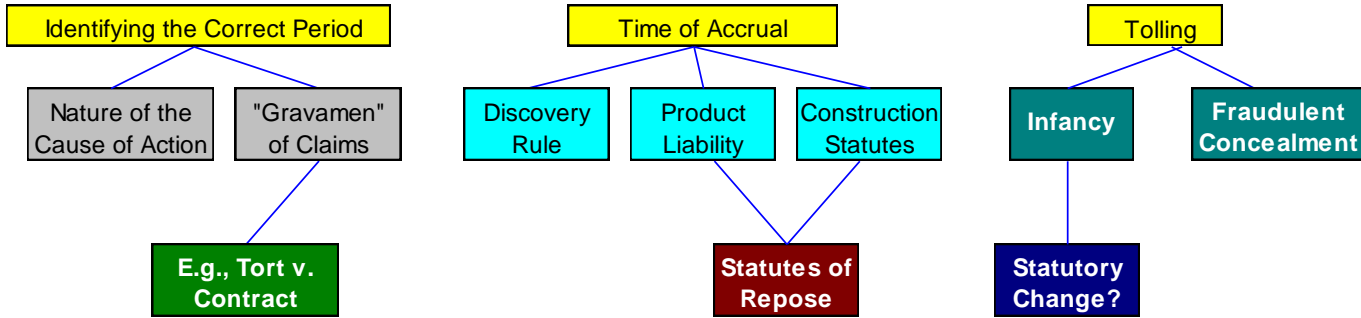 Identifying the Correct Period
Time of Accrual
Tolling
Nature of the
Cause of Action
"Gravamen"
of Claims
Discovery
Rule
Product
Liability
Construction
Statutes
Infancy
Fraudulent
Concealment
E.g., Tort v.
Contract
Statutes of
Repose
Statutory
Change?